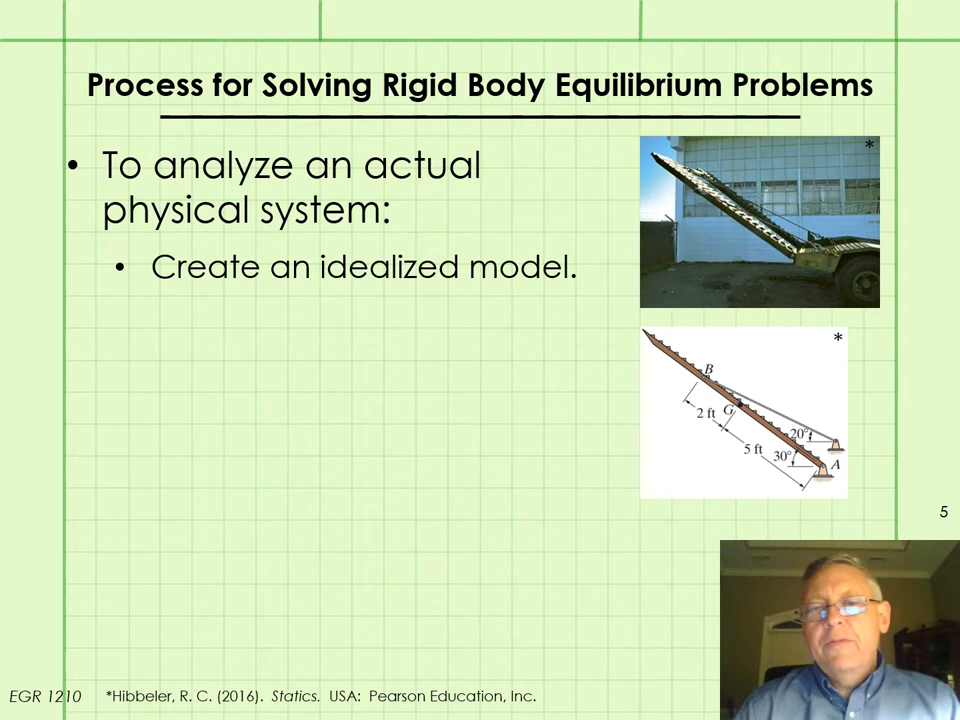 Process for Solving Rigid Body Equilibrium Problems
• To analyze an actual
physical system:
• Create an idealized model.
*
*
B
2 ft
G
20°
5 ft
30°
A
5
EGR 1210
*Hibbeler, R. C. (2016). Statics. USA: Pearson Education, Inc.